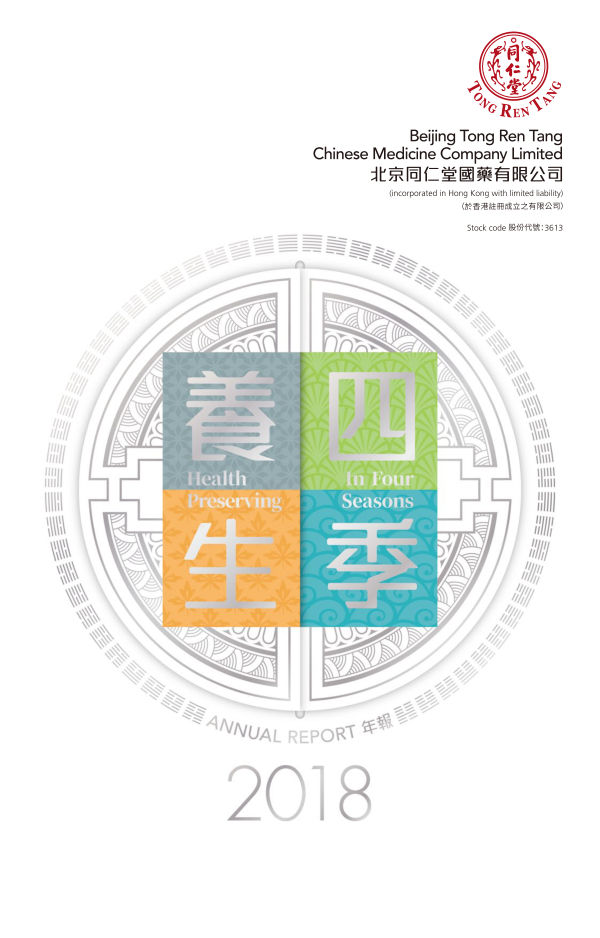 同仁堂
TONG REN TANG
Beijing Tong Ren Tang
Chinese Medicine Company Limited
北京同仁堂國藥有限公司
(incorporated in Hong Kong with limited liability)
(於香港註冊成立之有限公司)
Stock code 股份代號：3613
四季
In Four
Seasons
養生
Health
Preserving
ANNUAL REPORT 年報
2018